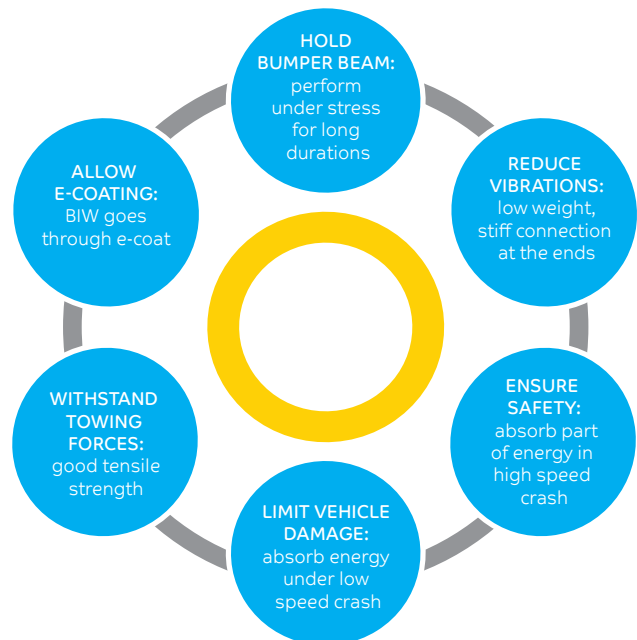 HOLD
BUMPER BEAM:
perform
under stress
for long
durations
REDUCE
VIBRATIONS:
low weight,
stiff connection
at the ends
ENSURE
SAFETY:
absorb part
of energy in
high speed
crash
LIMIT VEHICLE
DAMAGE:
absorb energy
under low
speed crash
WITHSTAND
TOWING
FORCES:
good tensile
strength
ALLOW
E-COATING:
BIW goes
through e-coat